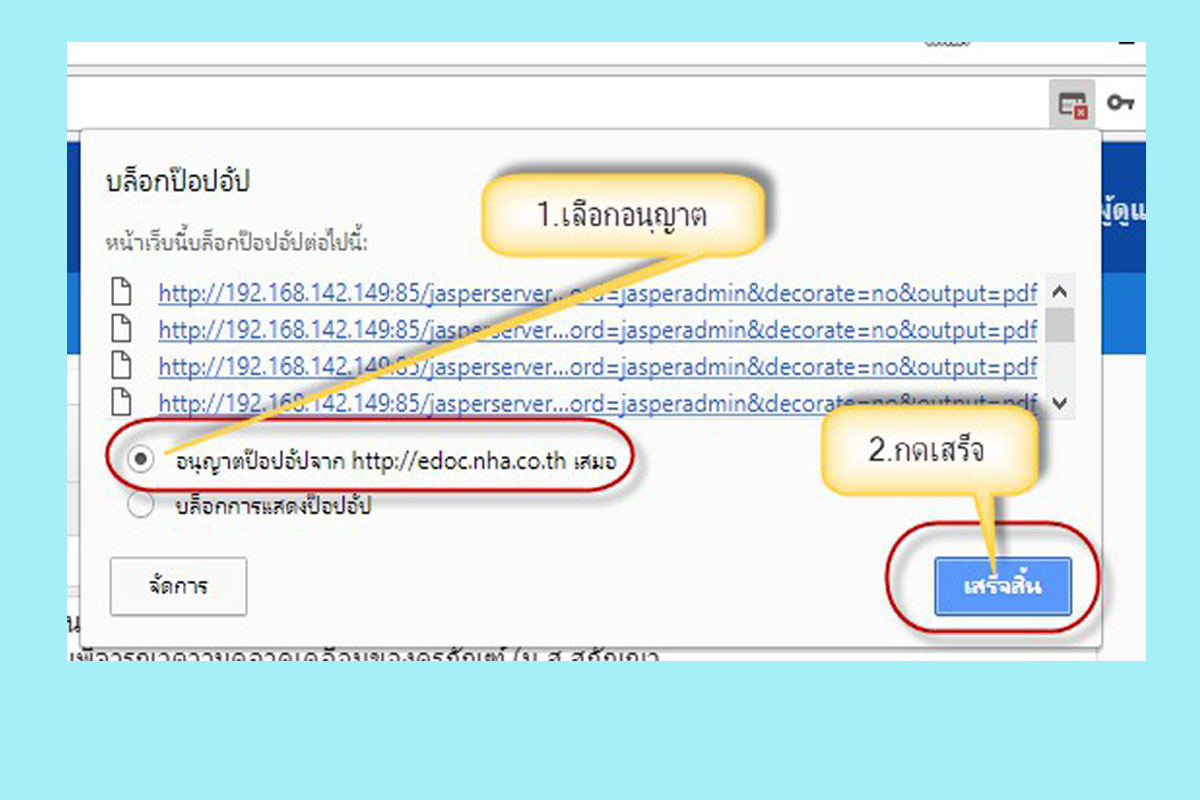 บล็อกป๊อปอัป
1.เลือกอนุญาต
หน้าเว็บนี้บล็อกป๊อปอัปต่อไปนี้:
http://192.168.142.149:85/jasperserver...ord=jasperadmin&decorate=no&output=pdf
http://192.168.142.149:85/jasperserver...ord=jasperadmin&decorate=no&output=pdf
http://192.168.142.149:85/jasperserver...ord=jasperadmin&decorate=no&output=pdf
http://192.168.142.149:85/jasperserver...ord=jasperadmin&decorate=no&output=pdf
อนุญาตป๊อปอัปจาก http://edoc.nha.co.th เสมอ
2.กดเสร็จ
บล็อกการแสดงป๊อปอัป
จัดการ
เสร็จสิ้น